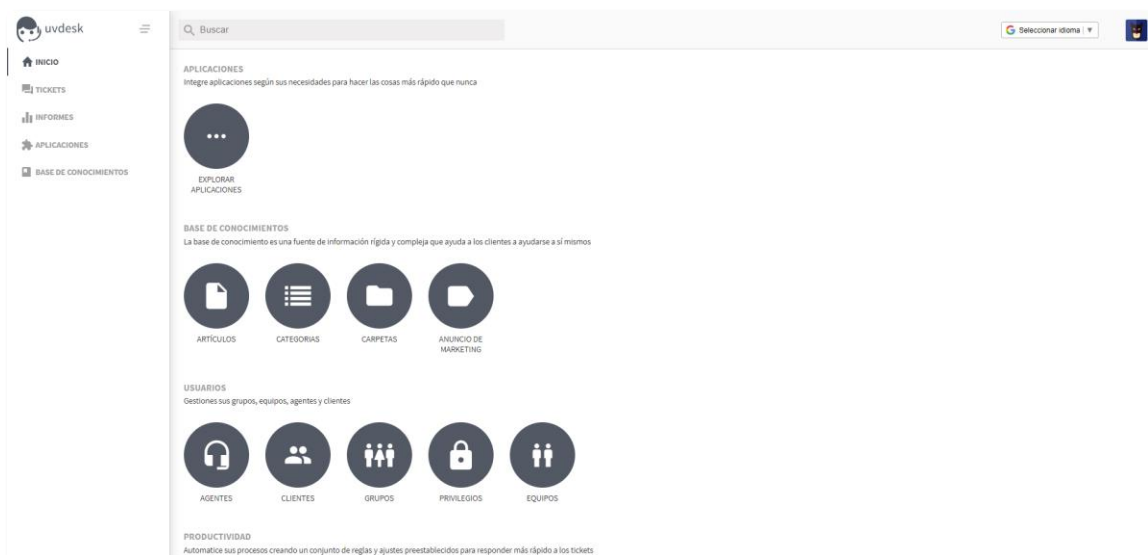 uvdesk
Buscar
Seleccionar idioma | ▼
INICIO
TICKETS
INFORMES
APLICACIONES
BASE DE CONOCIMIENTOS
APLICACIONES
Integre aplicaciones según sus necesidades para hacer las cosas más rápido que nunca
EXPLORAR
APLICACIONES
BASE DE CONOCIMIENTOS
La base de conocimiento es una fuente de información rígida y compleja que ayuda a los clientes a ayudarse a sí mismos
ARTÍCULOS
CATEGORIAS
CARPETAS
ANUNCIO DE
MARKETING
USUARIOS
Gestiones sus grupos, equipos, agentes y clientes
AGENTES
CLIENTES
GRUPOS
PRIVILEGIOS
EQUIPOS
PRODUCTIVIDAD
Automatice sus procesos creando un conjunto de reglas y ajustes preestablecidos para responder más rápido a los tickets